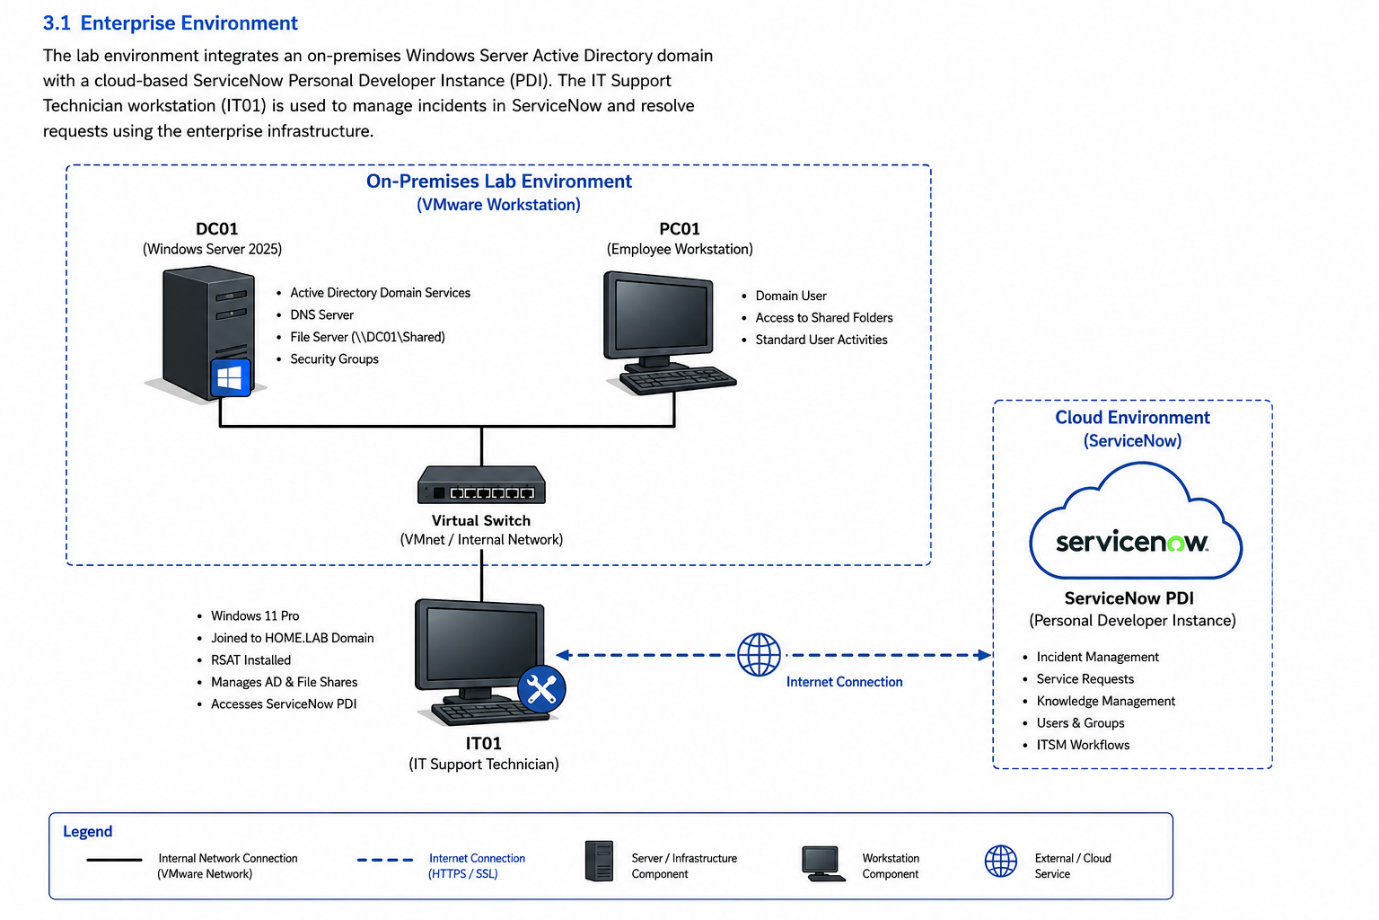 3.1 Enterprise Environment
The lab environment integrates an on-premises Windows Server Active Directory domain
with a cloud-based ServiceNow Personal Developer Instance (PDI). The IT Support
Technician workstation (IT01) is used to manage incidents in ServiceNow and resolve
requests using the enterprise infrastructure.
On-Premises Lab Environment
(VMware Workstation)
DC01
(Windows Server 2025)
• Active Directory Domain Services
• DNS Server
• File Server (\\DC01\Shared)
• Security Groups
PC01
(Employee Workstation)
• Domain User
• Access to Shared Folders
• Standard User Activities
Virtual Switch
(VMnet / Internal Network)
• Windows 11 Pro
• Joined to HOME.LAB Domain
• RSAT Installed
• Manages AD & File Shares
• Accesses ServiceNow PDI
IT01
(IT Support Technician)
Internet Connection
Cloud Environment
(ServiceNow)
servicenow
ServiceNow PDI
(Personal Developer Instance)
• Incident Management
• Service Requests
• Knowledge Management
• Users & Groups
• ITSM Workflows
Legend
Internal Network Connection
(VMware Network)
Internet Connection
(HTTPS / SSL)
Server / Infrastructure
Component
Workstation
Component
External / Cloud
Service